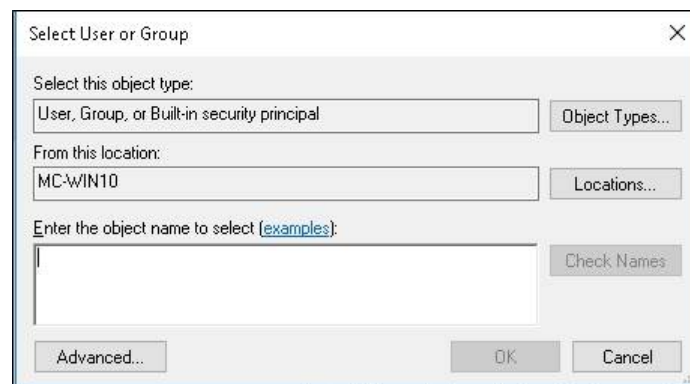 Select User or Group
Select this object type:
User, Group, or Built-in security principal
Object Types...
From this location:
MC-WIN10
Locations...
Enter the object name to select (examples):
Check Names
Advanced...
OK
Cancel